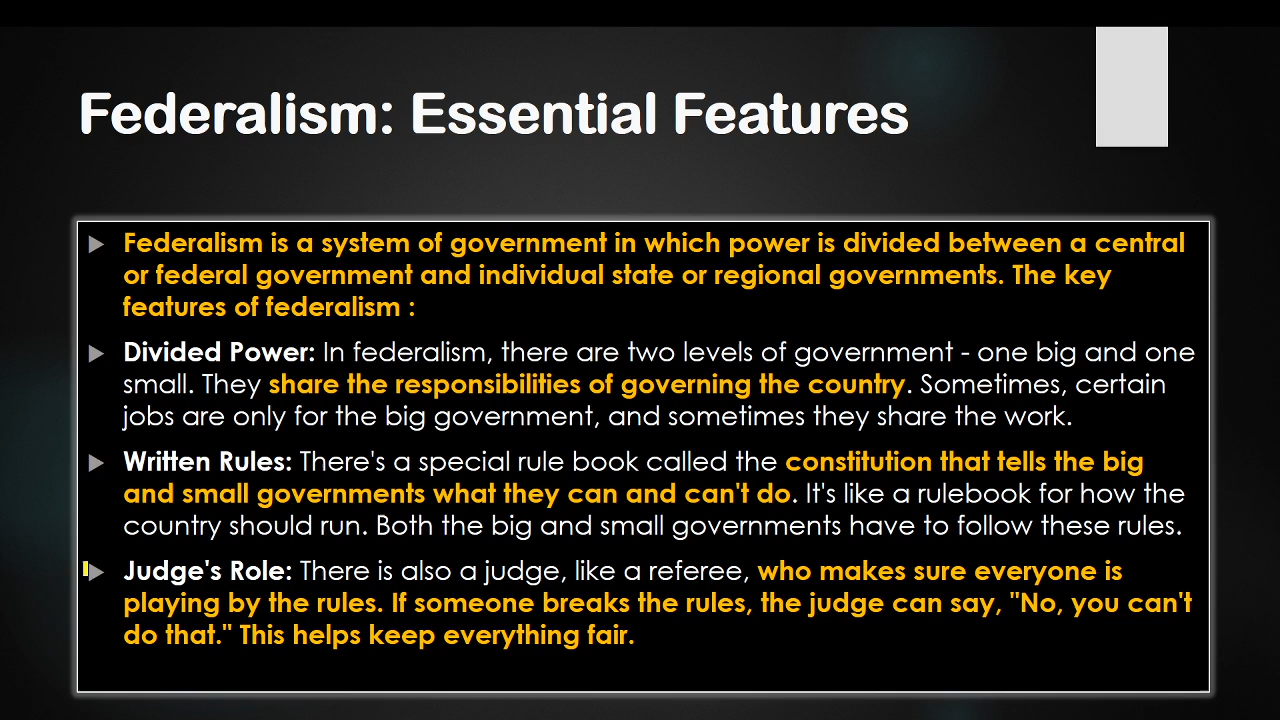 Federalism: Essential Features
Federalism is a system of government in which power is divided between a central
or federal government and individual state or regional governments. The key
features of federalism :
Divided Power: In federalism, there are two levels of government - one big and one
small. They share the responsibilities of governing the country. Sometimes, certain
jobs are only for the big government, and sometimes they share the work.
Written Rules: There's a special rule book called the constitution that tells the big
and small governments what they can and can't do. It's like a rulebook for how the
country should run. Both the big and small governments have to follow these rules.
Judge's Role: There is also a judge, like a referee, who makes sure everyone is
playing by the rules. If someone breaks the rules, the judge can say, "No, you can't
do that." This helps keep everything fair.